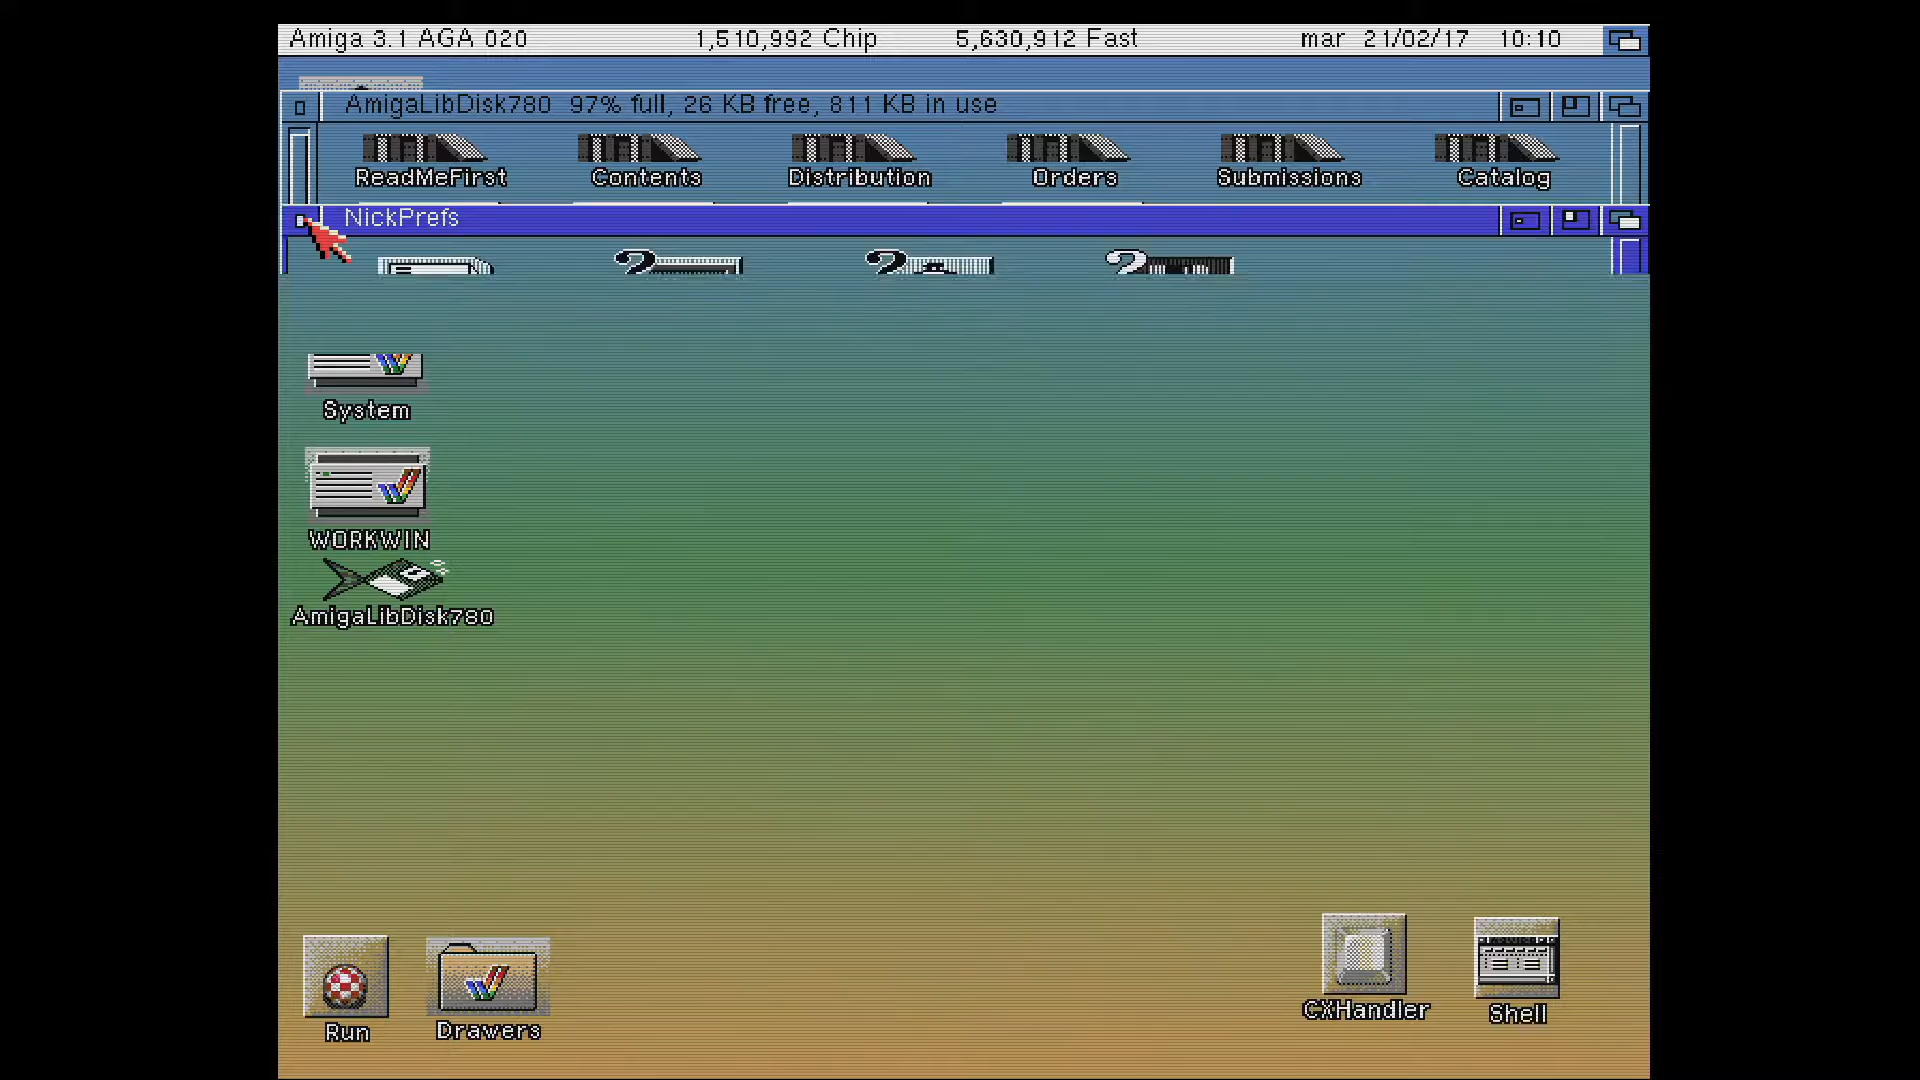 Amiga 3.1 AGA 020 1,510,992 Chip 5,630,912 Fast mar 21/02/17 10:10
AmigaLibDisk780 97% full, 26 KB free, 811 KB in use
ReadMeFirst Contents Distribution Orders Submissions Catalog
NickPrefs
System
WORKWIN
AmigaLibDisk780
Run Drawers CXHandler Shell